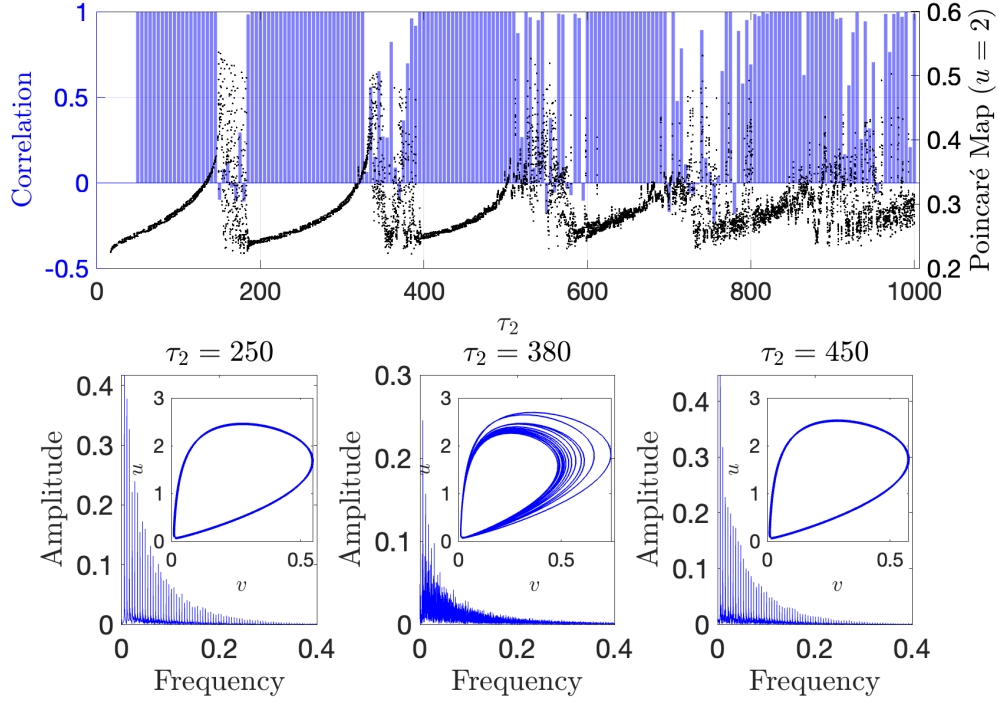 1 0.6
0.5 0.5
0.4
0 0.3
-0.5 0.2
Correlation
Poincaré Map (u = 2)
0 200 400 600 800 1000
τ₂
τ₂ = 250 τ₂ = 380 τ₂ = 450
0.4
0.3
0.2
0.1
0
Amplitude
3
2
1
0
u
0 0.5
v
0 0.2 0.4
Frequency
0.3
0.2
0.1
0
Amplitude
3
2
1
0
u
0 0.5
v
0 0.2 0.4
Frequency
0.4
0.3
0.2
0.1
0
Amplitude
3
2
1
0
u
0 0.5
v
0 0.2 0.4
Frequency